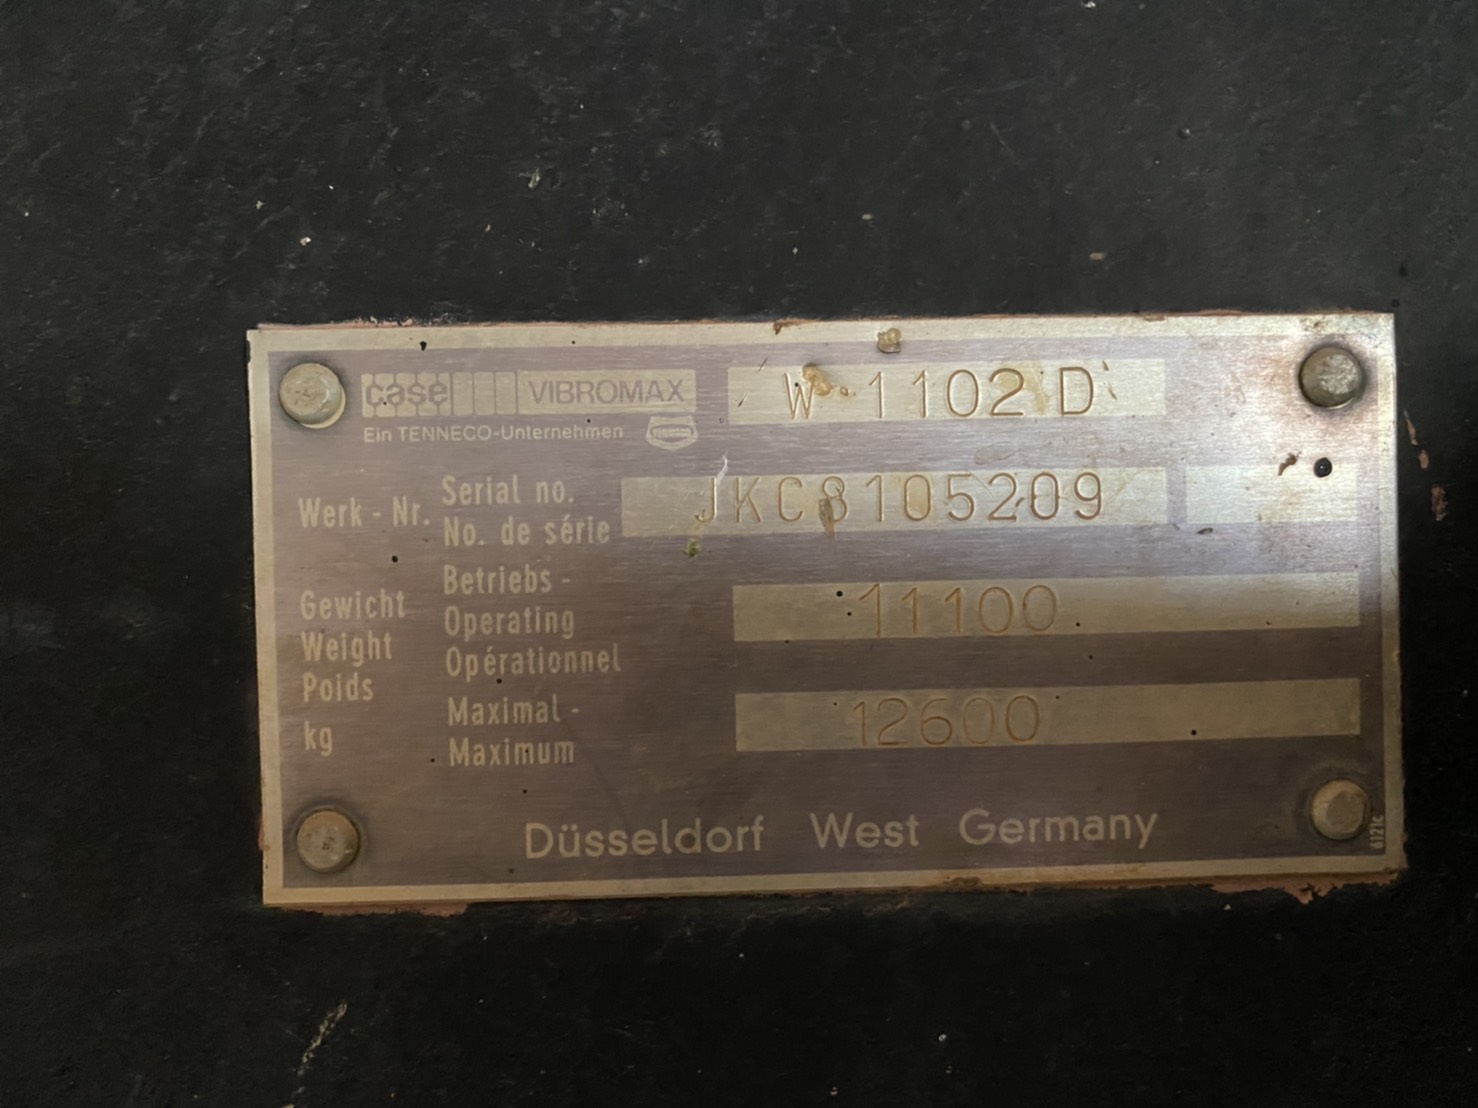 case VIBROMAX W 1102 D
Ein TENNECO-Unternehmen
Werk - Nr. Serial no. JKC8105209
No. de série
Gewicht Betriebs -
Weight Operating 11100
Poids Opérationnel
kg Maximal - 12600
Maximum
Düsseldorf West Germany
6121c